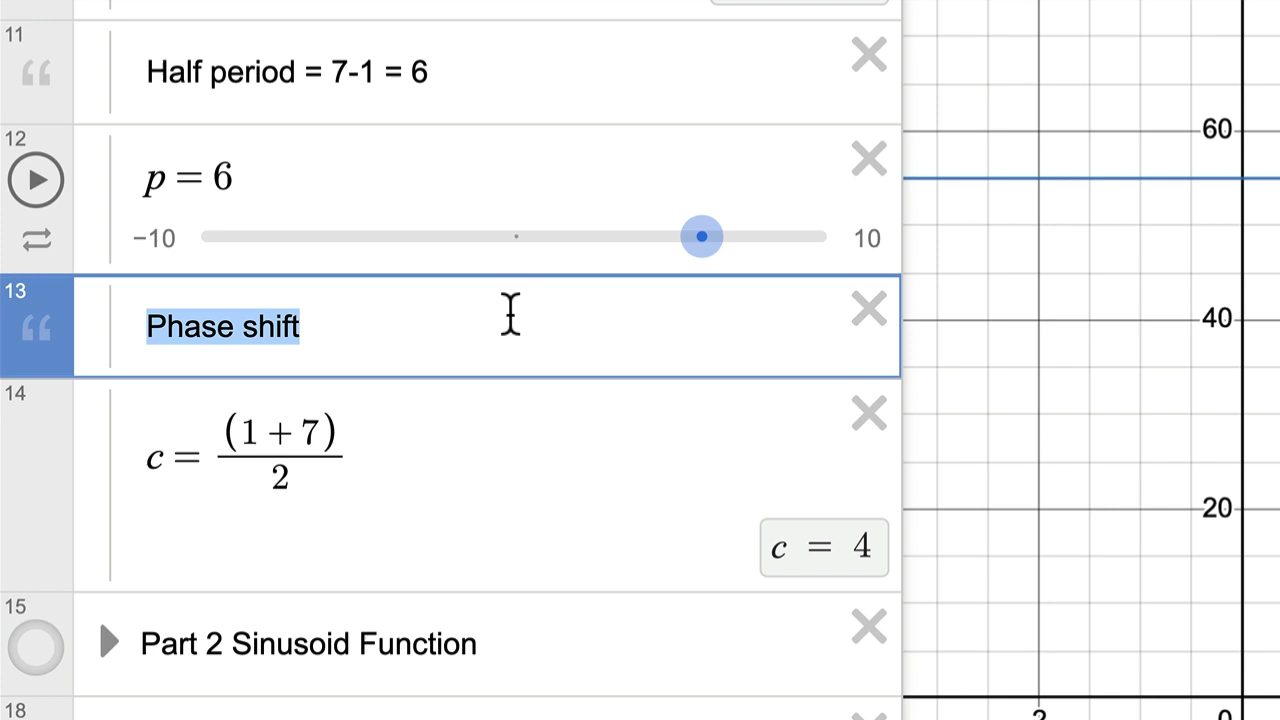 11
Half period = 7-1 = 6
12
p = 6
−10
10
13
Phase shift
14
c = (1 + 7)
2
c = 4
15
Part 2 Sinusoid Function
18
60
40
20
2
0